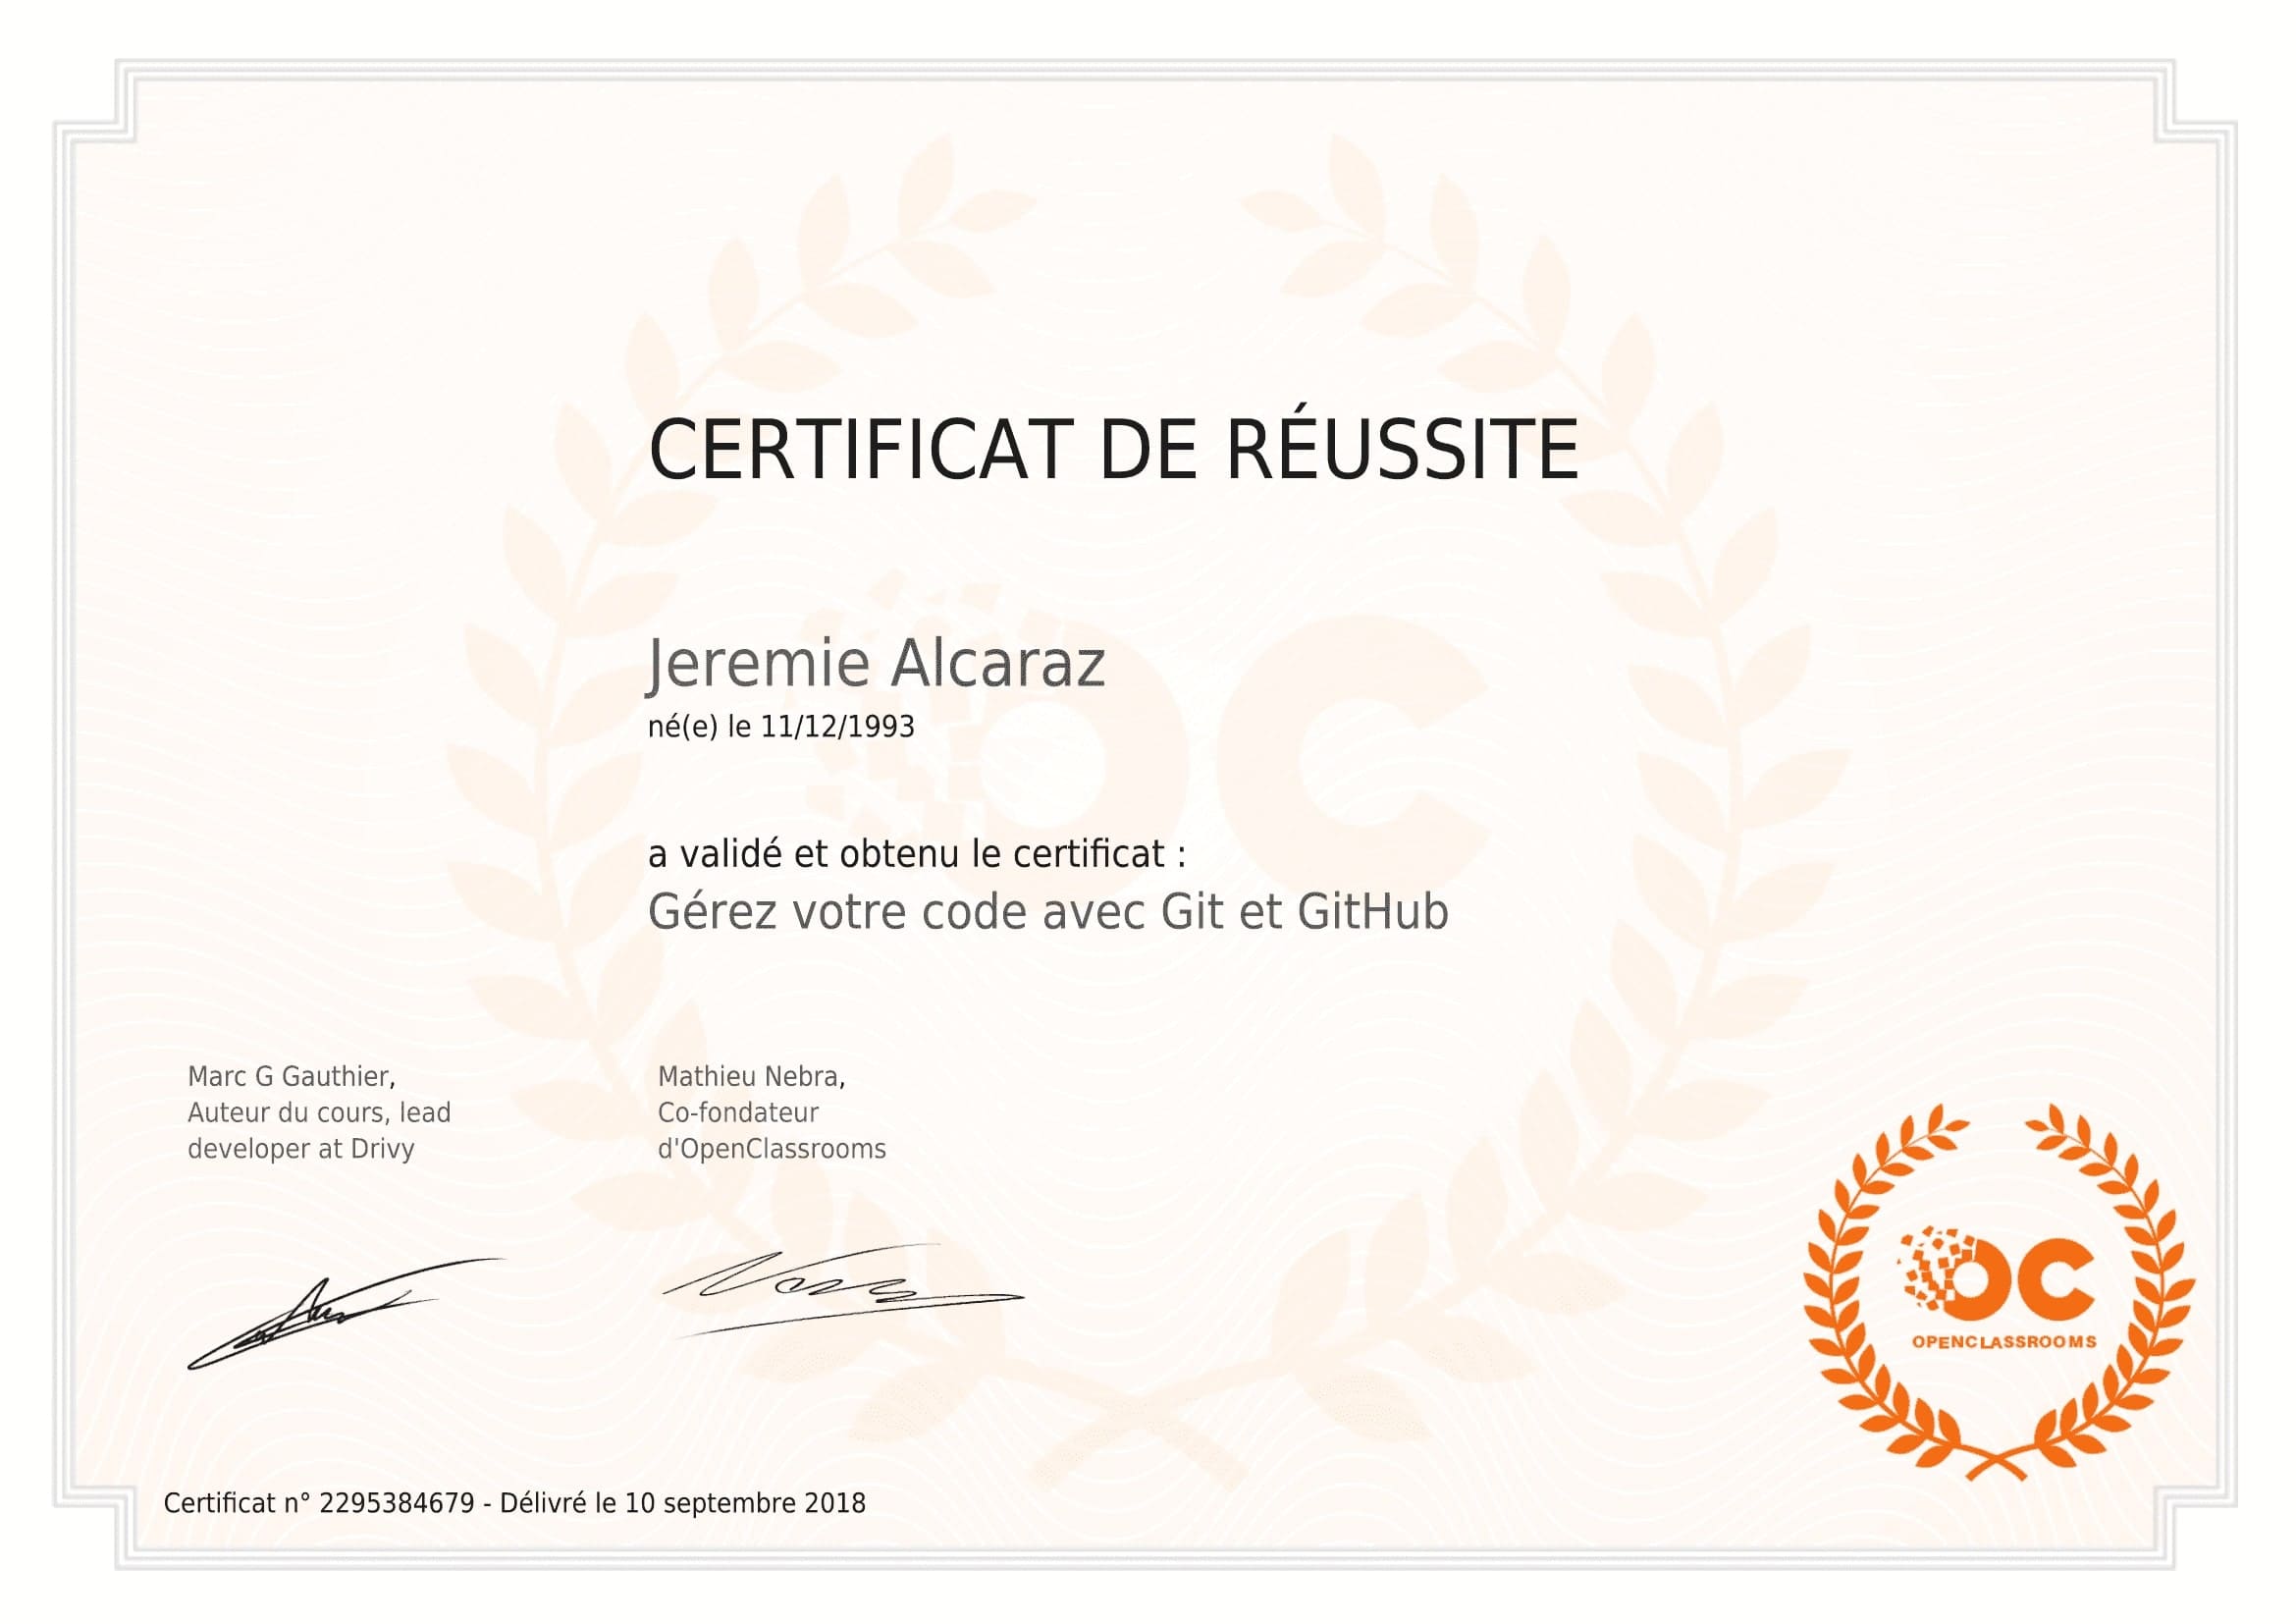 CERTIFICAT DE RÉUSSITE
Jeremie Alcaraz
né(e) le 11/12/1993
a validé et obtenu le certificat :
Gérez votre code avec Git et GitHub
Marc G Gauthier,
Auteur du cours, lead
developer at Drivy
Mathieu Nebra,
Co-fondateur
d'OpenClassrooms
OC
OPENCLASSROOMS
Certificat n° 2295384679 - Délivré le 10 septembre 2018